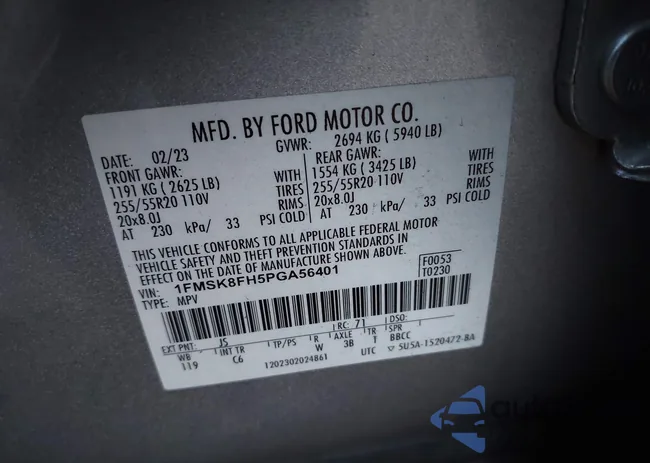 MFD. BY FORD MOTOR CO.
DATE: 02/23 GVWR: 2694 KG ( 5940 LB)
FRONT GAWR: REAR GAWR:
1191 KG ( 2625 LB) WITH 1554 KG ( 3425 LB) WITH
255/55R20 110V TIRES 255/55R20 110V TIRES
20x8.0J RIMS 20x8.0J RIMS
AT 230 kPa/ 33 PSI COLD AT 230 kPa/ 33 PSI COLD
THIS VEHICLE CONFORMS TO ALL APPLICABLE FEDERAL MOTOR
VEHICLE SAFETY AND THEFT PREVENTION STANDARDS IN
EFFECT ON THE DATE OF MANUFACTURE SHOWN ABOVE.
VIN: 1FMSK8FH5PGA56401 F0053
TYPE: MPV T0230
EXT PNT: JS RC: 71 DSO:
WB INT TR TP/PS R AXLE TR SPR
119 C6 W 3B T BBCC
1202302024861 UTC 5U5A-1520472-BA